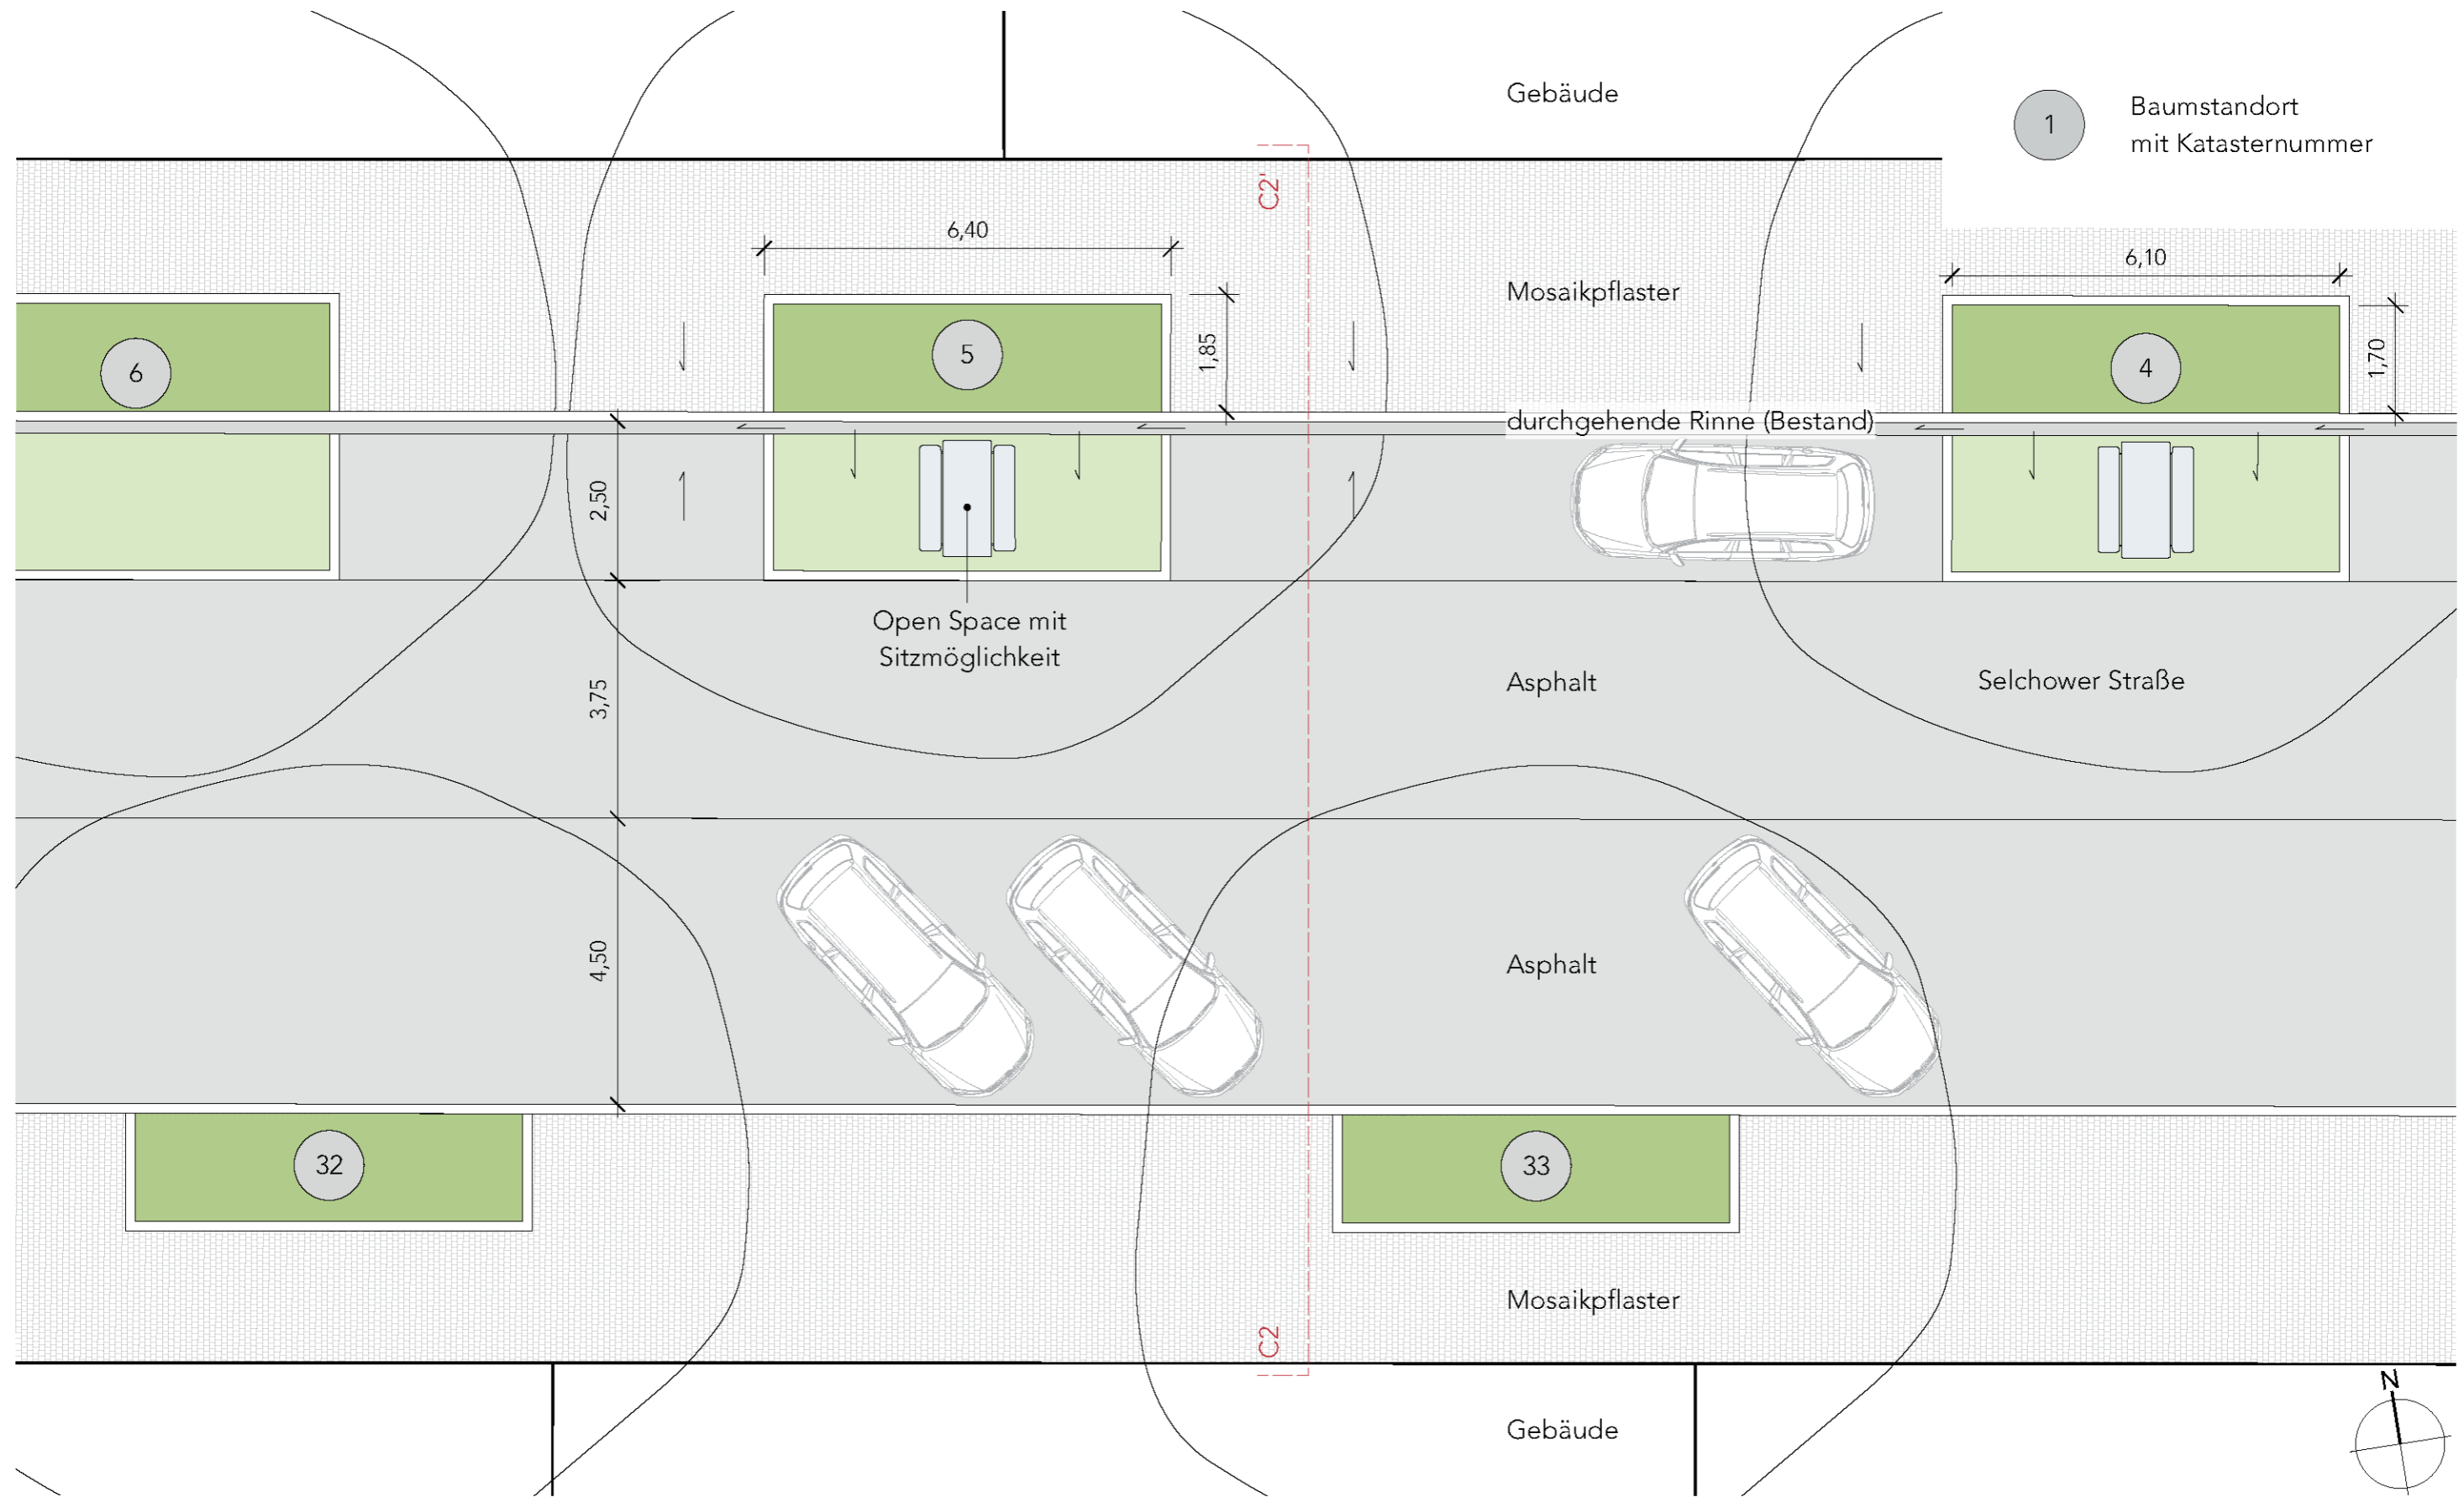 Gebäude
1
Baumstandort
mit Katasternummer
C2'
6,40
6,10
Mosaikpflaster
1,85
1,70
6
5
4
durchgehende Rinne (Bestand)
2,50
Open Space mit
Sitzmöglichkeit
3,75
Asphalt
Selchower Straße
4,50
Asphalt
32
33
Mosaikpflaster
C2
N
Gebäude